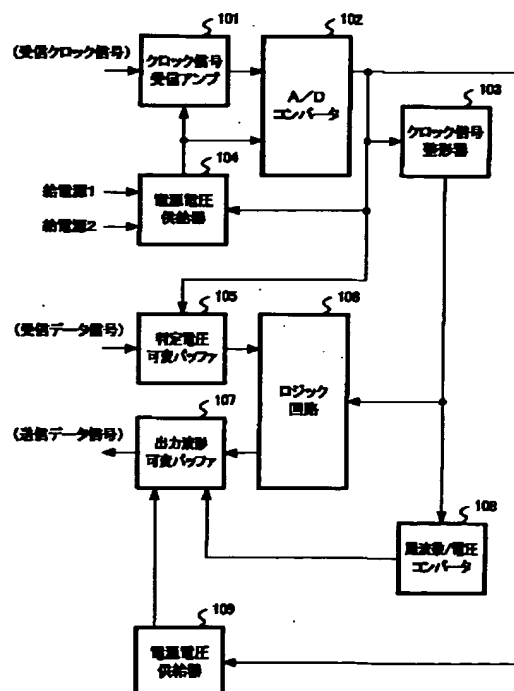 101
102
(受信クロック信号)
クロック信号
受信アンプ
A/D
コンバータ
103
クロック信号
整形器
104
給電源1
給電源2
電源電圧
供給器
105
106
(受信データ信号)
判定電圧
可変バッファ
ロジック
回路
107
(送信データ信号)
出力波形
可変バッファ
108
周波数/電圧
コンバータ
109
電源電圧
供給器